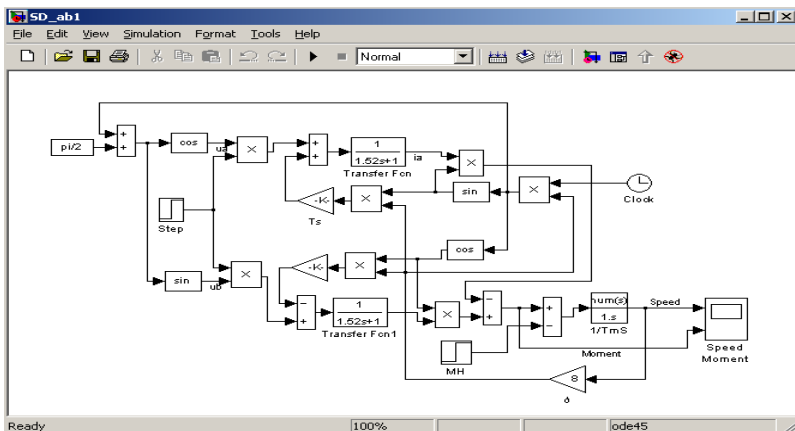 SD_ab1
File Edit View Simulation Format Tools Help
Normal
pi/2
cos
ua
1
1.52s+1
ia
Transfer Fcn
sin
Clock
-K-
Ts
Step
cos
-K-
sin
ub
1
1.52s+1
Transfer Fcn1
num(s)
1.s
1/TmS
Speed
MH
Moment
Speed
Moment
8
Ready 100% ode45